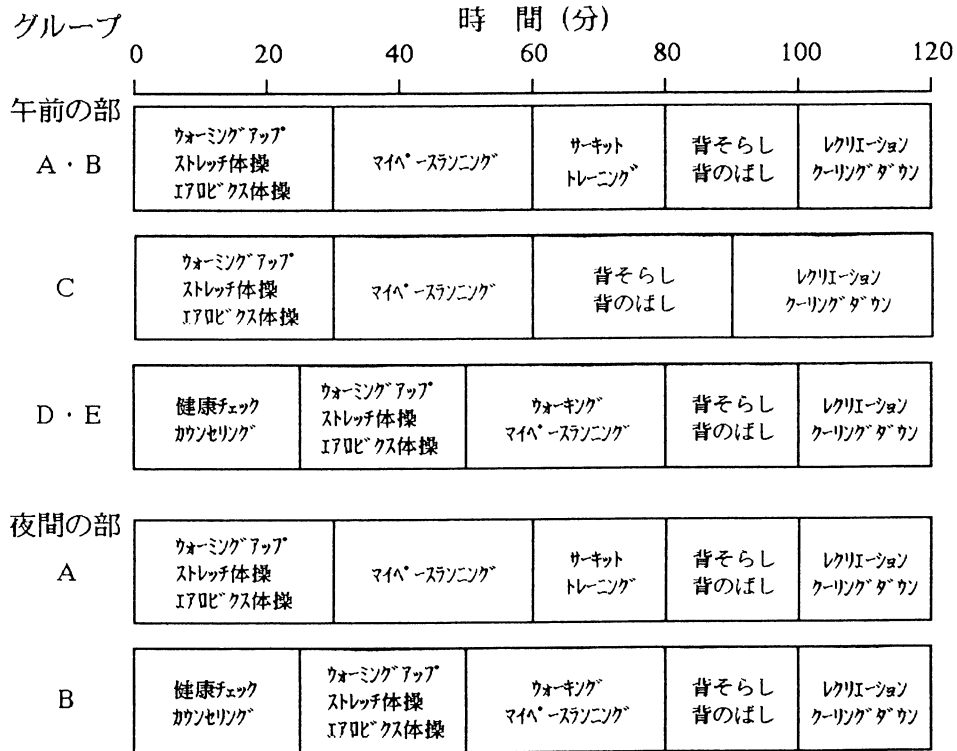 時 間 (分)
グループ
0 20 40 60 80 100 120
午前の部
A・B
ウォーミングアップ
ストレッチ体操
エアロビクス体操
マイペースランニング
サーキット
トレーニング
背そらし
背のばし
レクリエーション
クーリングダウン
C
ウォーミングアップ
ストレッチ体操
エアロビクス体操
マイペースランニング
背そらし
背のばし
レクリエーション
クーリングダウン
D・E
健康チェック
カウンセリング
ウォーミングアップ
ストレッチ体操
エアロビクス体操
ウォーキング
マイペースランニング
背そらし
背のばし
レクリエーション
クーリングダウン
夜間の部
A
ウォーミングアップ
ストレッチ体操
エアロビクス体操
マイペースランニング
サーキット
トレーニング
背そらし
背のばし
レクリエーション
クーリングダウン
B
健康チェック
カウンセリング
ウォーミングアップ
ストレッチ体操
エアロビクス体操
ウォーキング
マイペースランニング
背そらし
背のばし
レクリエーション
クーリングダウン